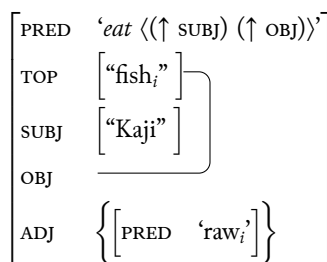 PRED ‘eat ⟨(↑ SUBJ) (↑ OBJ)⟩’
TOP [“fishᵢ”]
SUBJ [“Kaji”]
OBJ
ADJ {[PRED ‘rawᵢ’]}